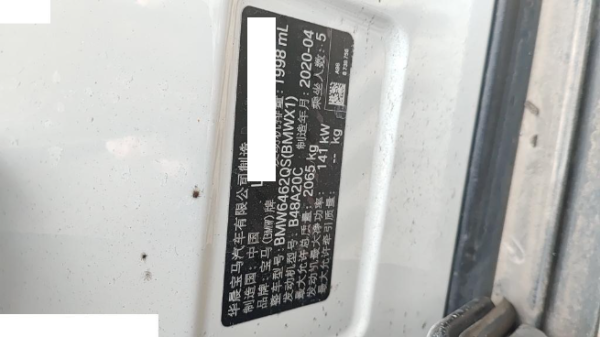 华晨宝马汽车有限公司制造
制造国：中国
品牌：宝马(BMW)牌
整车型号：BMW6462QS(BMWX1)
发动机型号：B48A20C
1998 mL
最大允许总质量：2065 kg
制造年月：2020-04
发动机最大净功率：141 kW
乘坐人数：5
最大允许牵引质量：-- kg